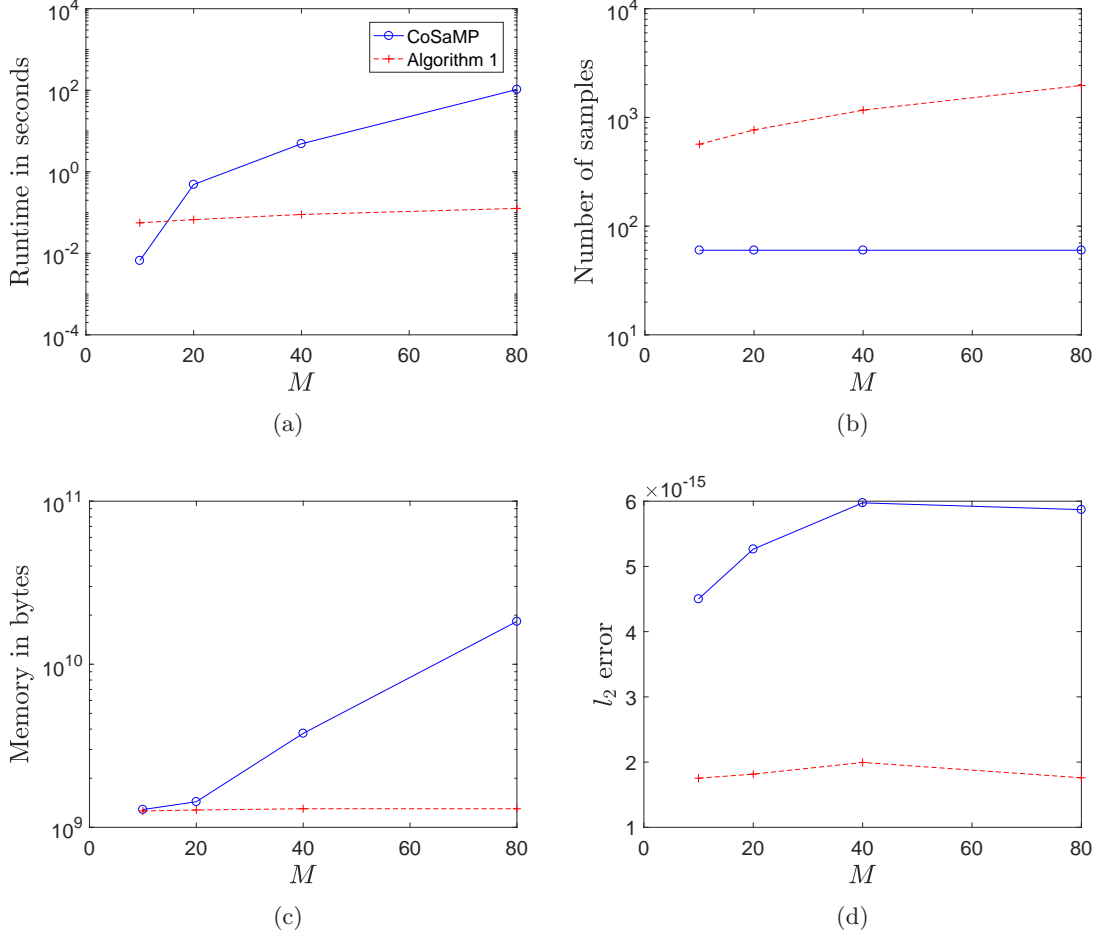 10^4
10^2
10^0
10^-2
10^-4
Runtime in seconds
CoSaMP
Algorithm 1
0 20 40 60 80
M
(a)
10^4
10^3
10^2
10^1
Number of samples
0 20 40 60 80
M
(b)
10^11
10^10
10^9
Memory in bytes
0 20 40 60 80
M
(c)
×10^-15
6
5
4
3
2
1
l_2 error
0 20 40 60 80
M
(d)